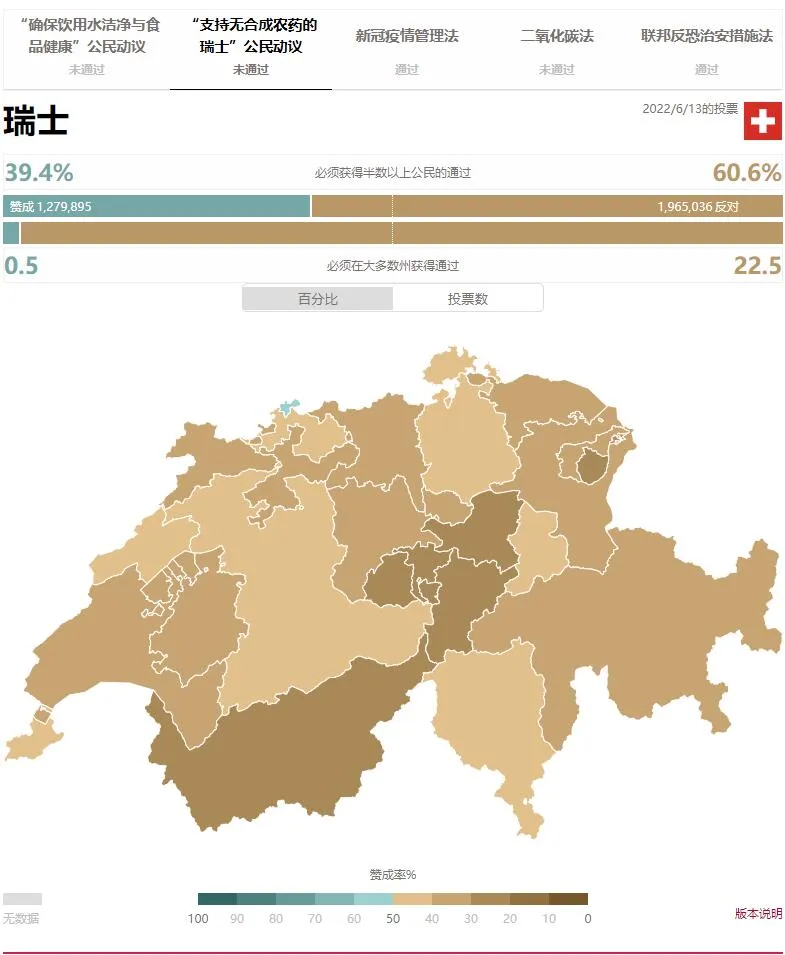 “确保饮用水洁净与食
品健康”公民动议
未通过
“支持无合成农药的
瑞士”公民动议
未通过
新冠疫情管理法
通过
二氧化碳法
未通过
联邦反恐治安措施法
通过
瑞士
2022/6/13的投票
39.4% 必须获得半数以上公民的通过 60.6%
赞成 1,279,895 1,965,036 反对
0.5 必须在大多数州获得通过 22.5
百分比 投票数
赞成率%
无数据
100 90 80 70 60 50 40 30 20 10 0
版本说明